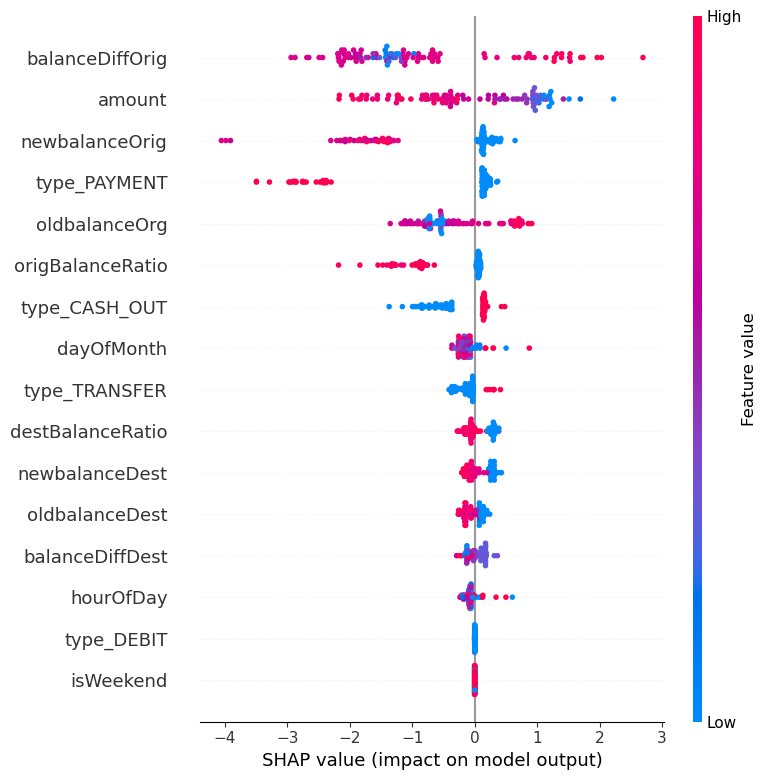 High
balanceDiffOrig
amount
newbalanceOrig
type_PAYMENT
oldbalanceOrg
origBalanceRatio
type_CASH_OUT
dayOfMonth
type_TRANSFER
destBalanceRatio
newbalanceDest
oldbalanceDest
balanceDiffDest
hourOfDay
type_DEBIT
isWeekend
Feature value
Low
−4 −3 −2 −1 0 1 2 3
SHAP value (impact on model output)